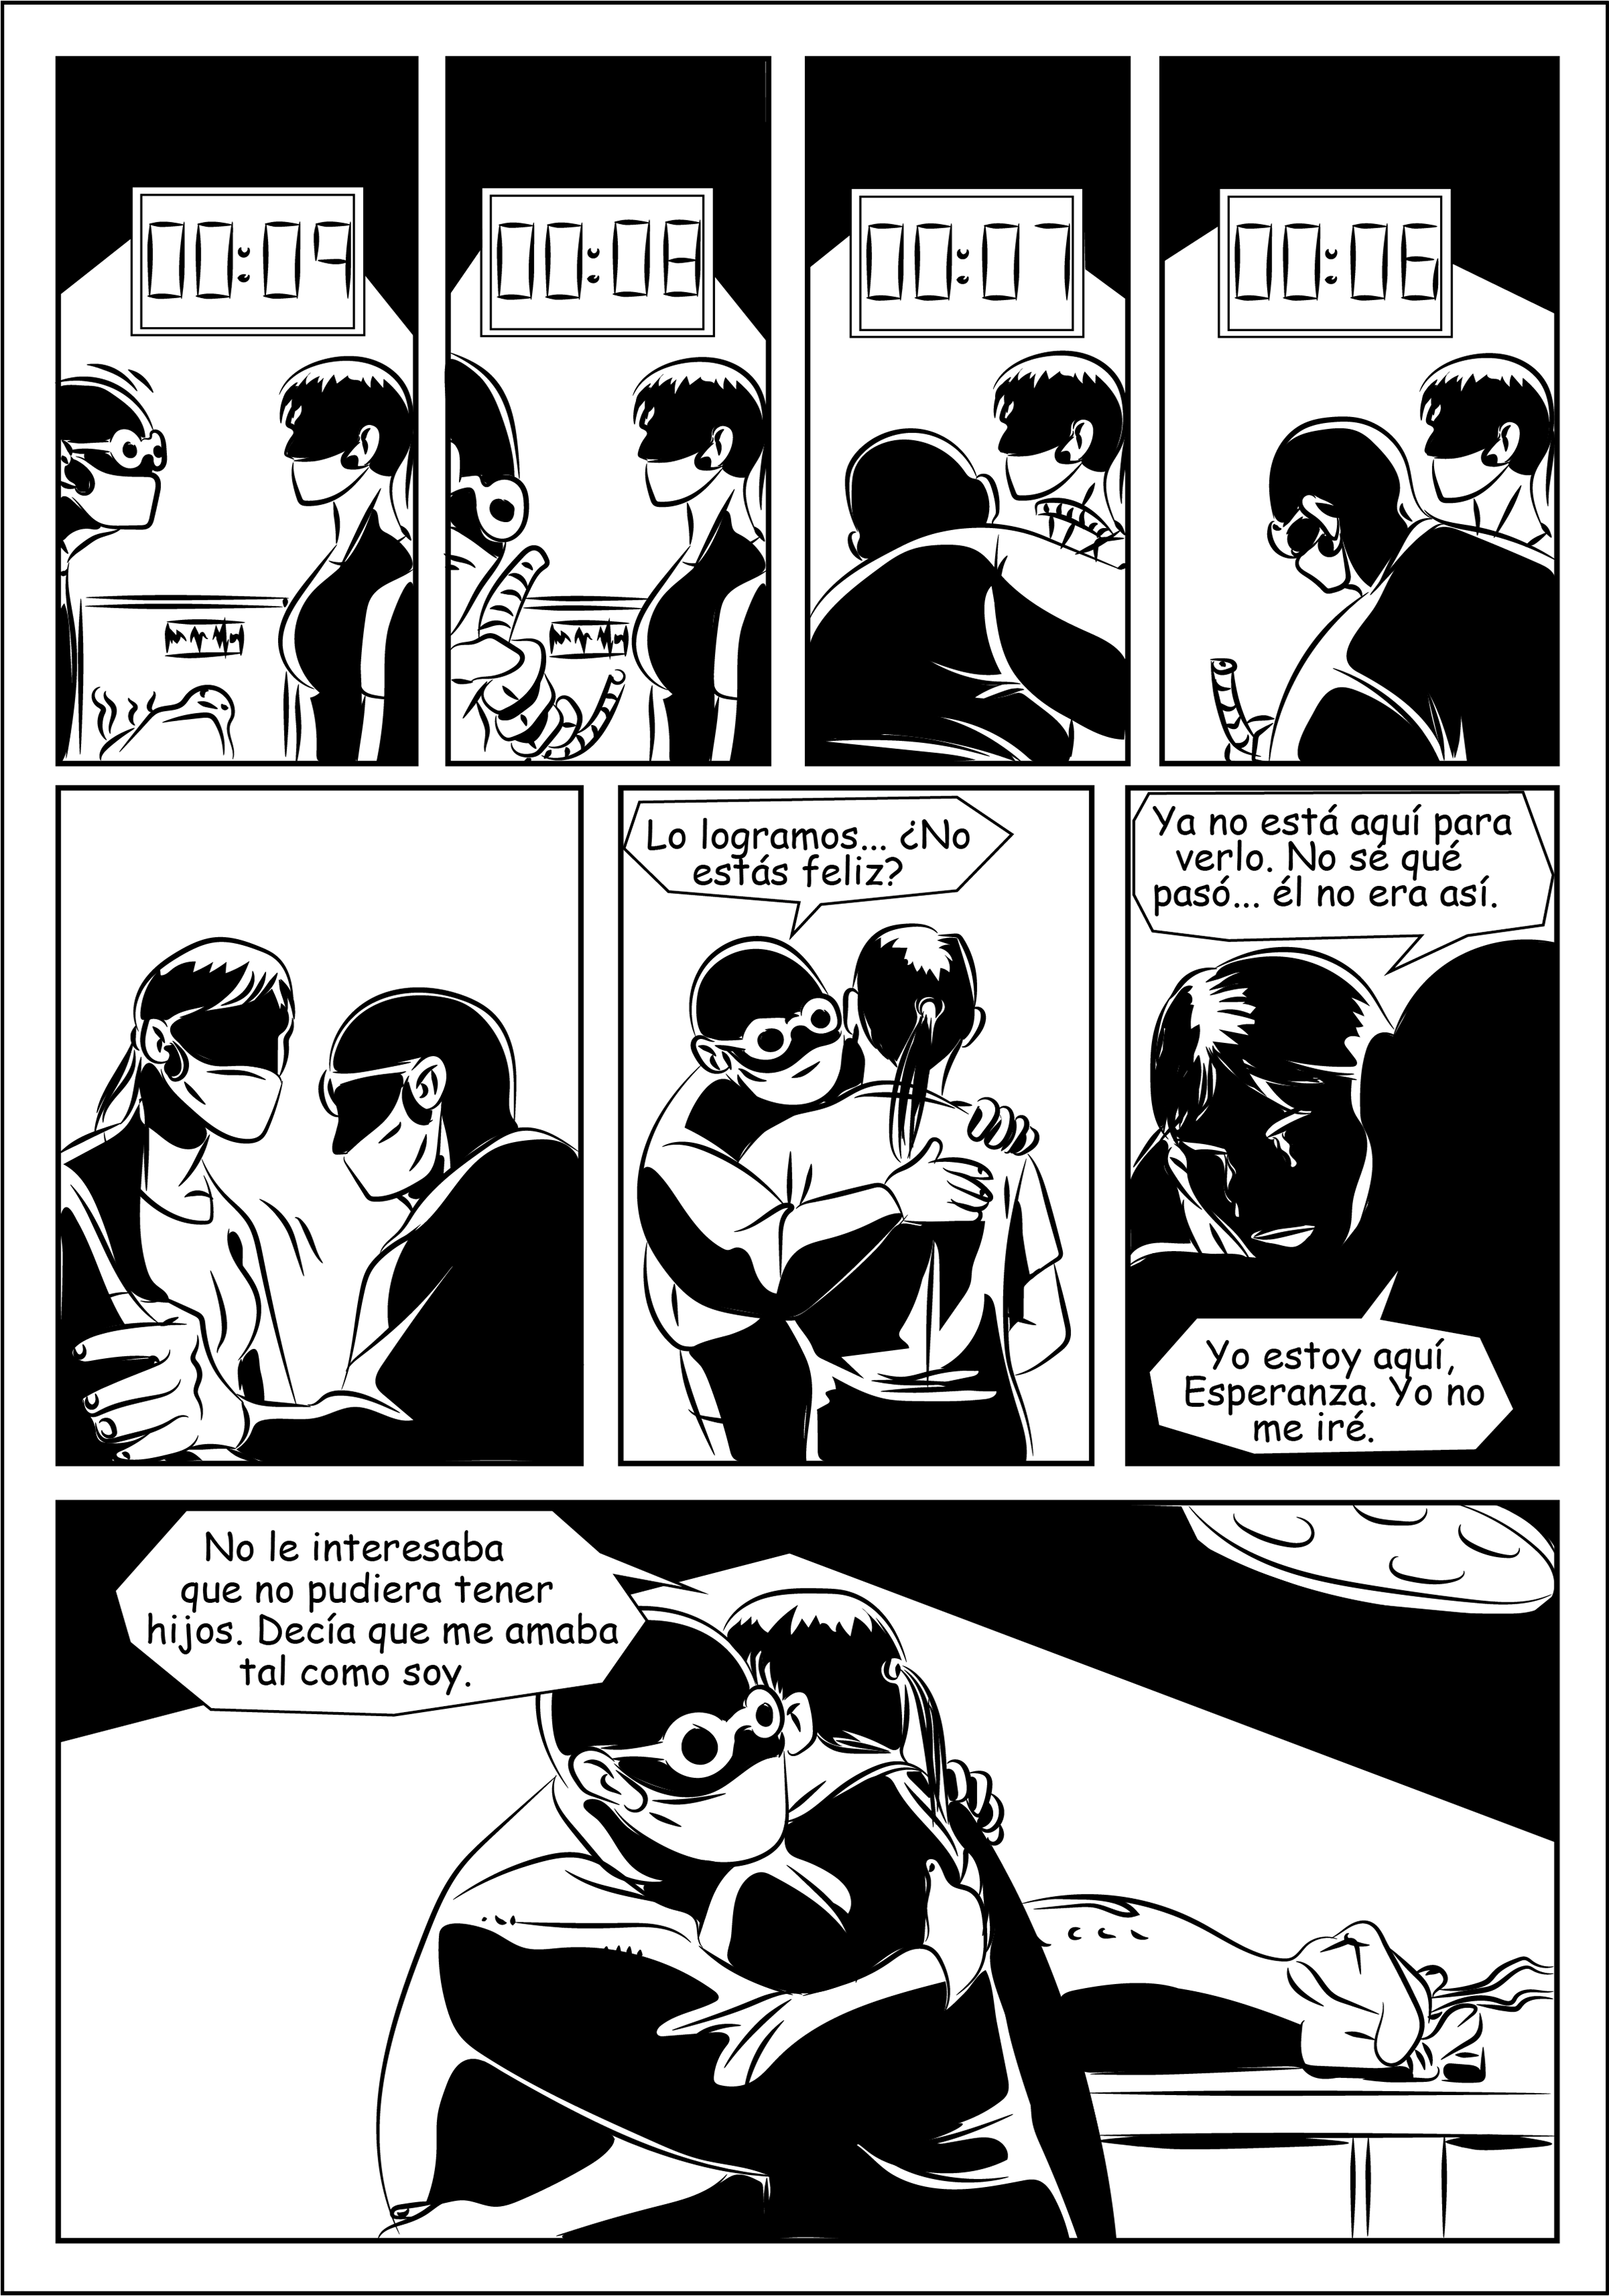 00:09
00:08
00:07
00:06
Lo logramos... ¿No
estás feliz?
Ya no está aquí para
verlo. No sé qué
pasó... él no era así.
Yo estoy aquí,
Esperanza. Yo no
me iré.
No le interesaba
que no pudiera tener
hijos. Decía que me amaba
tal como soy.